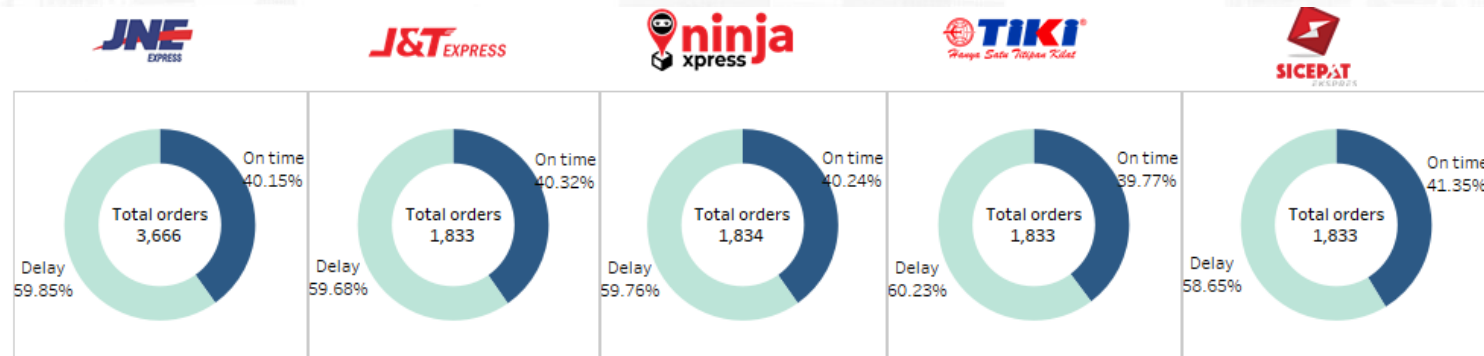 JNE
EXPRESS
J&T EXPRESS
ninja
xpress
TIKI
Hanya Satu Titipan Kilat
SICEPAT
EKSPRES
On time
40.15%
Total orders
3,666
Delay
59.85%
On time
40.32%
Total orders
1,833
Delay
59.68%
On time
40.24%
Total orders
1,834
Delay
59.76%
On time
39.77%
Total orders
1,833
Delay
60.23%
On time
41.35%
Total orders
1,833
Delay
58.65%